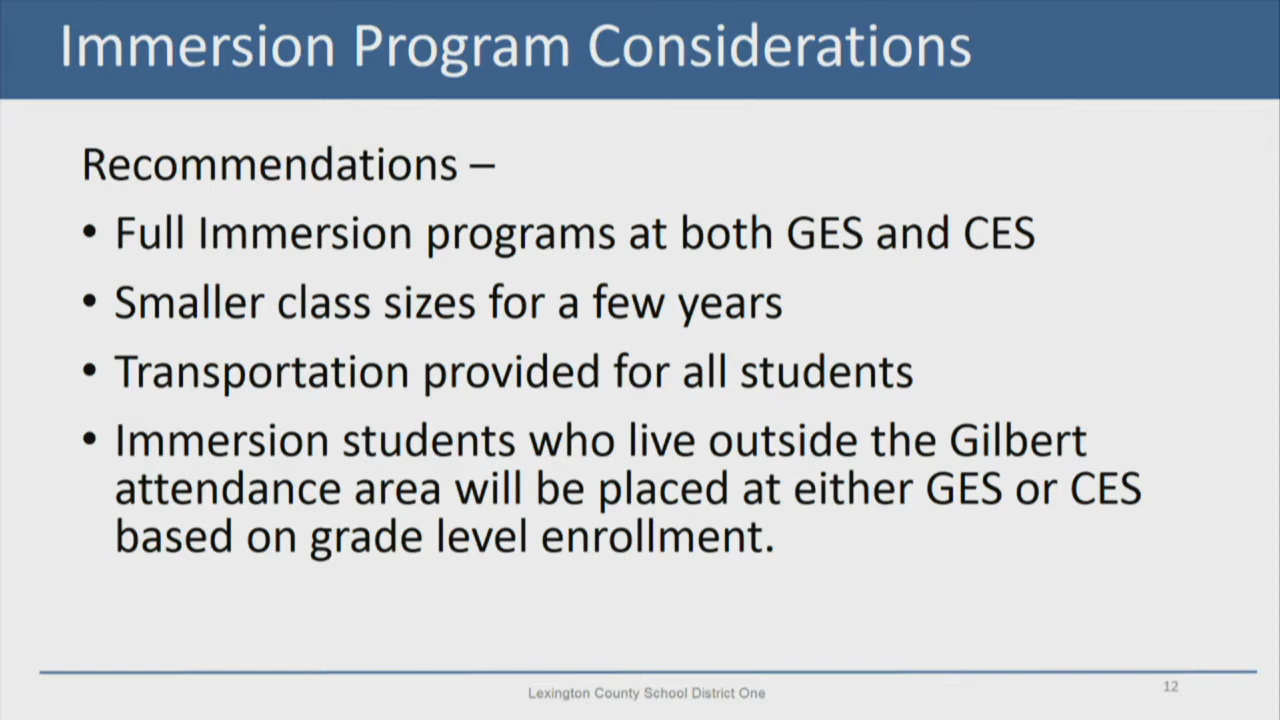 Immersion Program Considerations
Recommendations –
• Full Immersion programs at both GES and CES
• Smaller class sizes for a few years
• Transportation provided for all students
• Immersion students who live outside the Gilbert
attendance area will be placed at either GES or CES
based on grade level enrollment.
Lexington County School District One
12